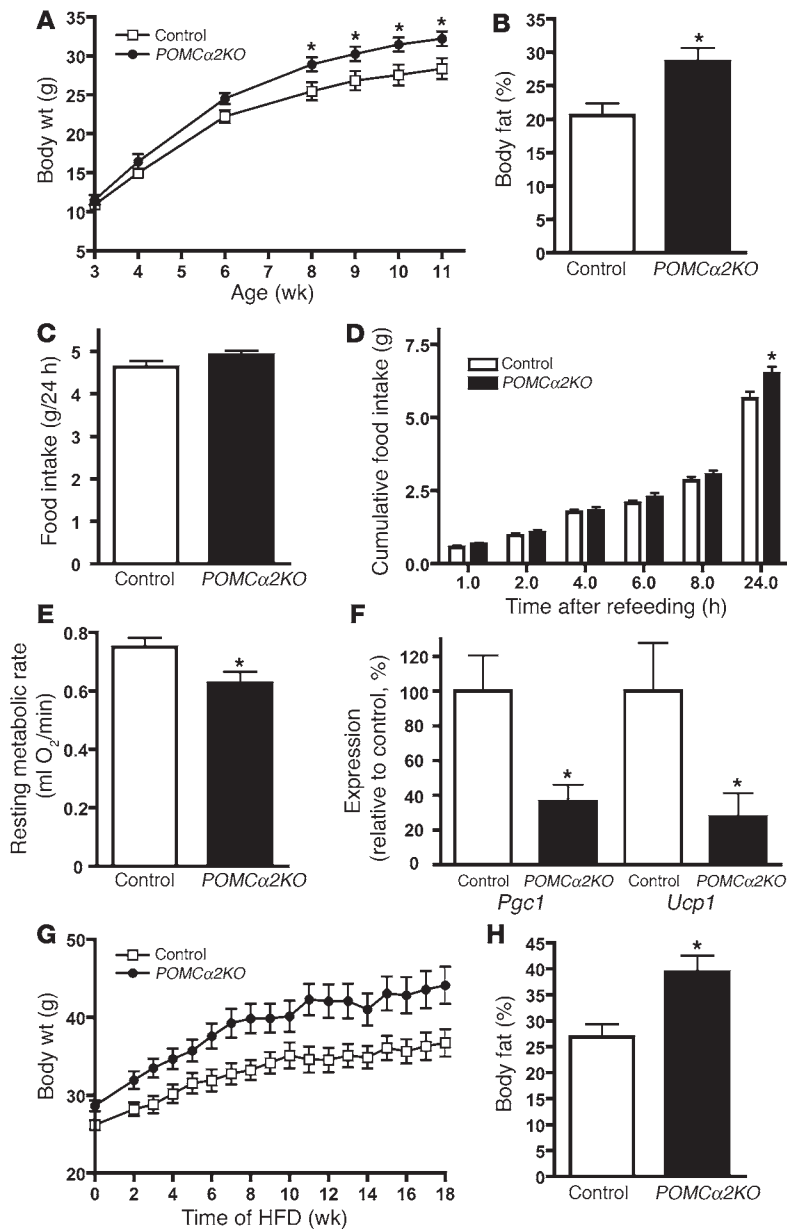 A
Control
POMCα2KO
Body wt (g)
35
30
25
20
15
10
5
* * * *
3 4 5 6 7 8 9 10 11
Age (wk)
B
Body fat (%)
35
30
25
20
15
10
5
0
*
Control POMCα2KO
C
Food intake (g/24 h)
5
4
3
2
1
0
Control POMCα2KO
D
Cumulative food intake (g)
Control
POMCα2KO
7.5
5.0
2.5
0.0
*
1.0 2.0 4.0 6.0 8.0 24.0
Time after refeeding (h)
E
Resting metabolic rate
(ml O₂/min)
0.8
0.6
0.4
0.2
0
*
Control POMCα2KO
F
Expression
(relative to control, %)
120
100
80
60
40
20
0
* *
Control POMCα2KO Control POMCα2KO
Pgc1 Ucp1
G
Control
POMCα2KO
Body wt (g)
50
40
30
20
0 2 4 6 8 10 12 14 16 18
Time of HFD (wk)
H
Body fat (%)
45
40
35
30
25
20
15
10
5
0
*
Control POMCα2KO